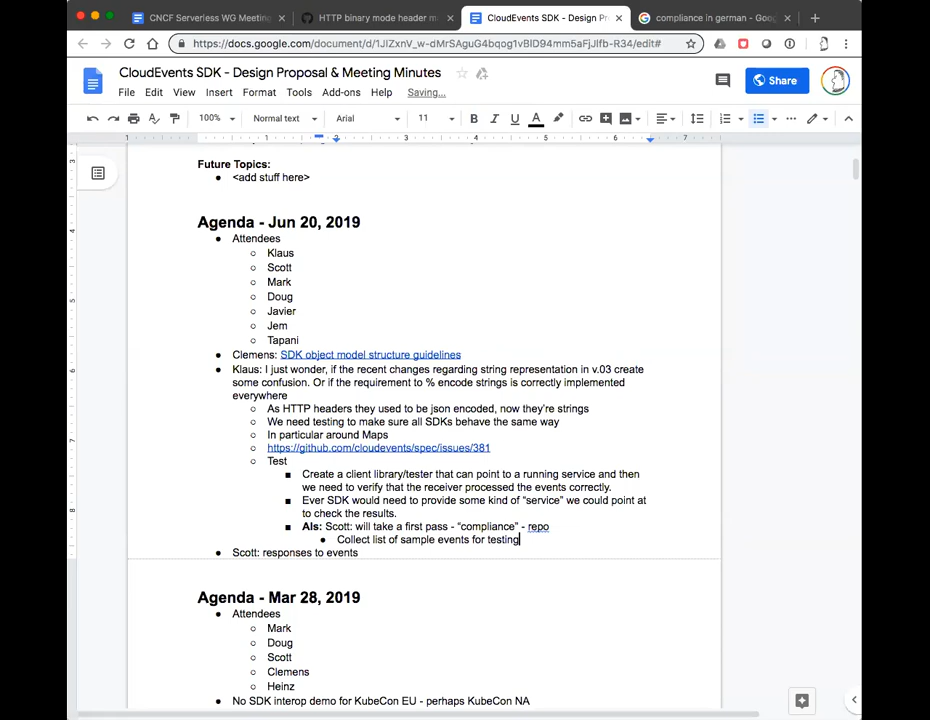 CNCF Serverless WG Meetin
HTTP binary mode header m
CloudEvents SDK - Design Pr
compliance in german - Goo
https://docs.google.com/document/d/1JlZxnV_w-dMrSAguG4bqog1vBlD94mm5aFjJlfb-R34/edit#
CloudEvents SDK - Design Proposal & Meeting Minutes
Share
File Edit View Insert Format Tools Add-ons Help Saving...
100% Normal text Arial 11 B I U A
1 1 2 3 4 5 6 7
Future Topics:
● <add stuff here>
Agenda - Jun 20, 2019
● Attendees
○ Klaus
○ Scott
○ Mark
○ Doug
○ Javier
○ Jem
○ Tapani
● Clemens: SDK object model structure guidelines
● Klaus: I just wonder, if the recent changes regarding string representation in v.03 create
some confusion. Or if the requirement to % encode strings is correctly implemented
everywhere
○ As HTTP headers they used to be json encoded, now they're strings
○ We need testing to make sure all SDKs behave the same way
○ In particular around Maps
○ https://github.com/cloudevents/spec/issues/381
○ Test
■ Create a client library/tester that can point to a running service and then
we need to verify that the receiver processed the events correctly.
■ Ever SDK would need to provide some kind of “service” we could point at
to check the results.
■ AIs: Scott: will take a first pass - “compliance” - repo
● Collect list of sample events for testing
● Scott: responses to events
Agenda - Mar 28, 2019
● Attendees
○ Mark
○ Doug
○ Scott
○ Clemens
○ Heinz
● No SDK interop demo for KubeCon EU - perhaps KubeCon NA